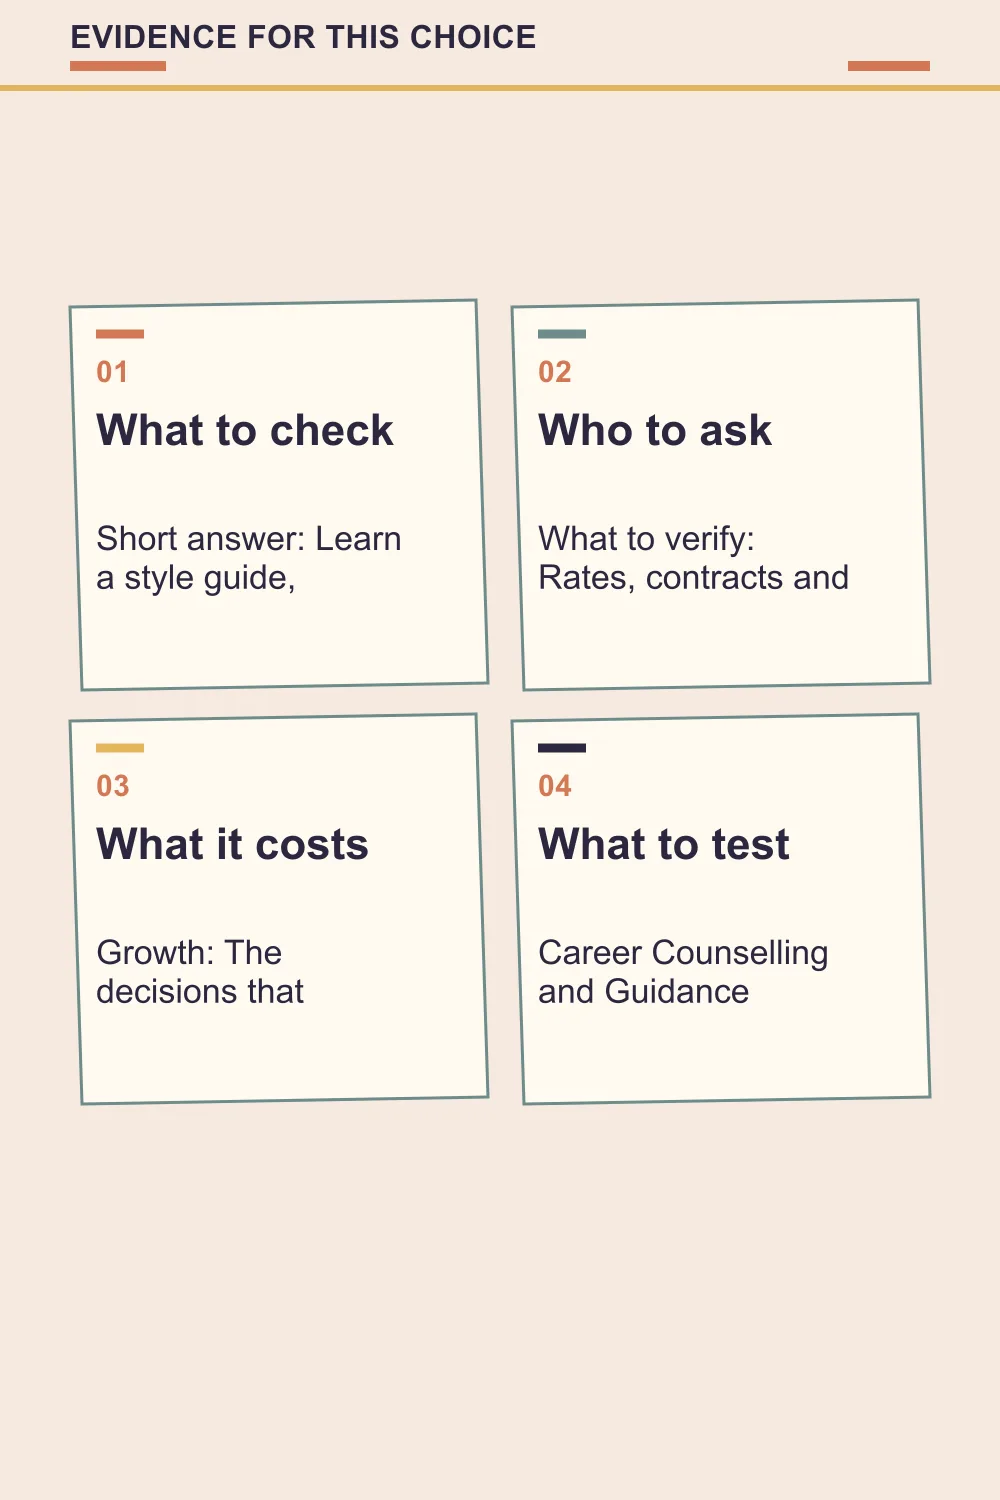 EVIDENCE FOR THIS CHOICE
01
What to check
Short answer: Learn
a style guide,
02
Who to ask
What to verify:
Rates, contracts and
03
What it costs
Growth: The
decisions that
04
What to test
Career Counselling
and Guidance